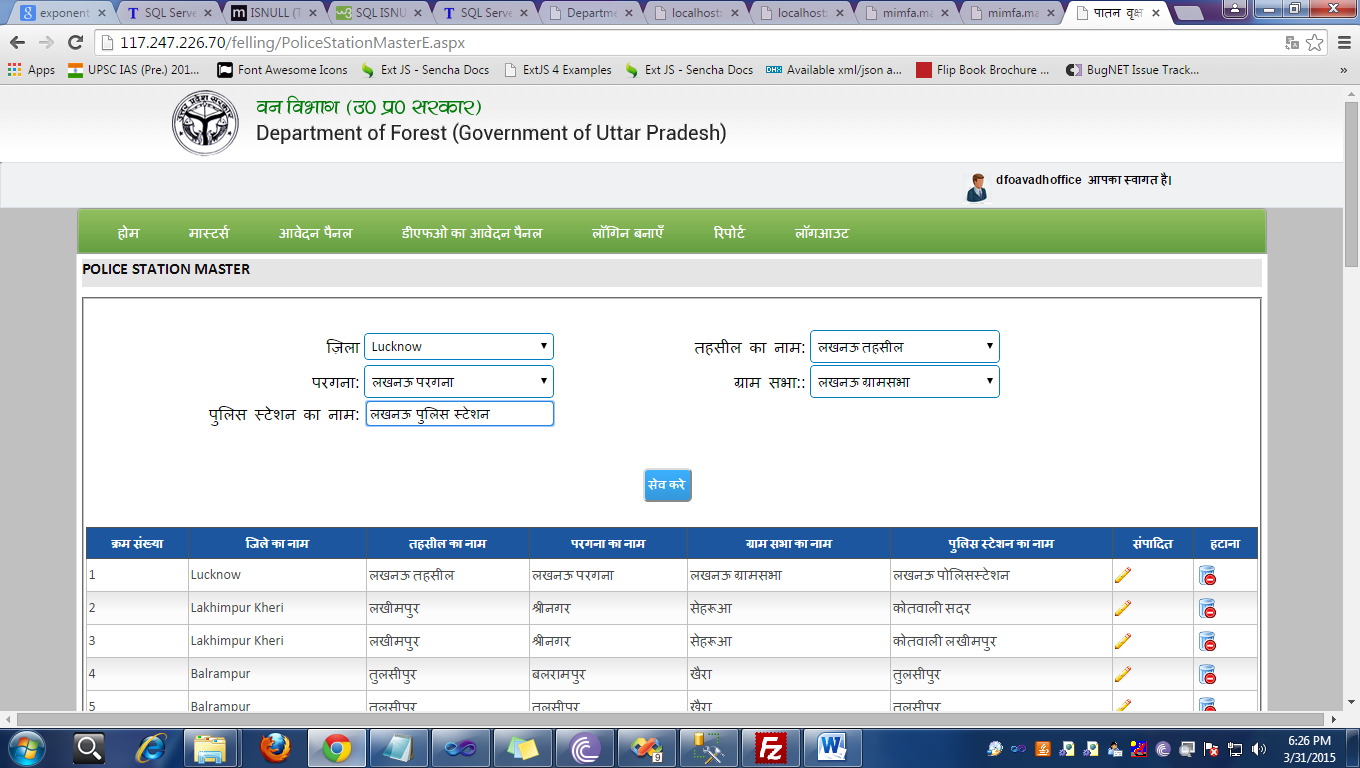 exponent
SQL Serve
ISNULL (T
SQL ISNU
SQL Serve
Departme
localhost:
localhost:
mimfa.ma
mimfa.ma
पातन वृक्ष
117.247.226.70/felling/PoliceStationMasterE.aspx
Apps UPSC IAS (Pre.) 201... Font Awesome Icons Ext JS - Sencha Docs ExtJS 4 Examples Ext JS - Sencha Docs Available xml/json a... Flip Book Brochure ... BugNET Issue Track... »
वन विभाग (उ0 प्र0 सरकार)
Department of Forest (Government of Uttar Pradesh)
dfoavadhoffice आपका स्वागत है।
होम मास्टर्स आवेदन पैनल डीएफओ का आवेदन पैनल लॉगिन बनाएँ रिपोर्ट लॉगआउट
POLICE STATION MASTER
ज़िला Lucknow तहसील का नाम: लखनऊ तहसील
परगना: लखनऊ परगना ग्राम सभा:: लखनऊ ग्रामसभा
पुलिस स्टेशन का नाम: लखनऊ पुलिस स्टेशन
सेव करे
क्रम संख्या जिले का नाम तहसील का नाम परगना का नाम ग्राम सभा का नाम पुलिस स्टेशन का नाम संपादित हटाना
1 Lucknow लखनऊ तहसील लखनऊ परगना लखनऊ ग्रामसभा लखनऊ पोलिसस्टेशन
2 Lakhimpur Kheri लखीमपुर श्रीनगर सेहरूआ कोतवाली सदर
3 Lakhimpur Kheri लखीमपुर श्रीनगर सेहरूआ कोतवाली लखीमपुर
4 Balrampur तुलसीपुर बलरामपुर खैरा तुलसीपुर
5 Balrampur तुलसीपुर तुलसीपुर खैरा तुलसीपुर
6:26 PM
3/31/2015